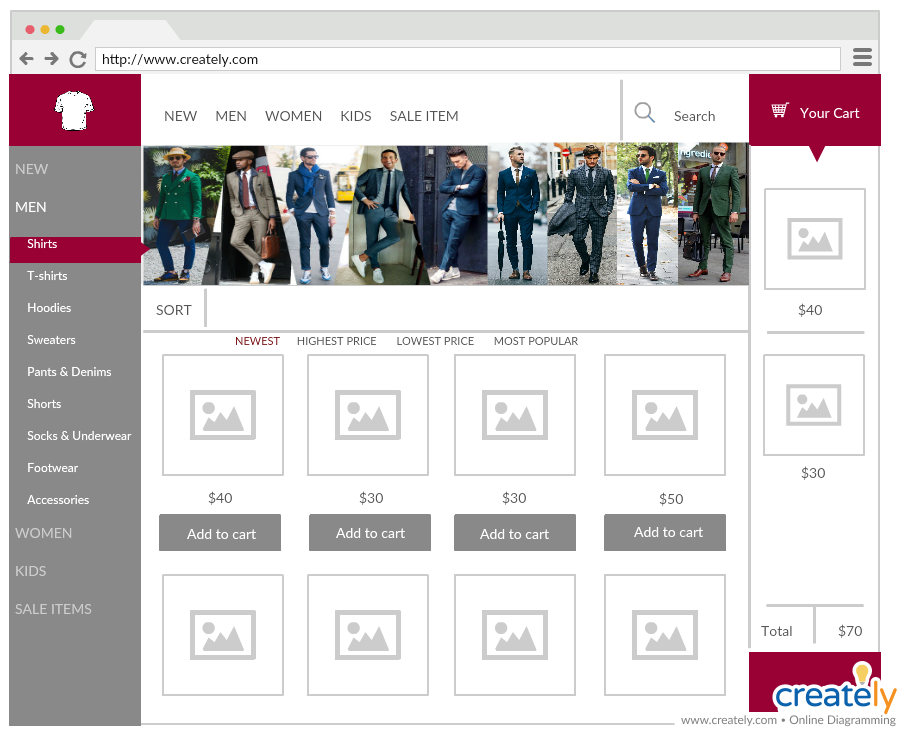 http://www.creately.com
NEW MEN WOMEN KIDS SALE ITEM
Search
Your Cart
NEW
MEN
Shirts
T-shirts
Hoodies
Sweaters
Pants & Denims
Shorts
Socks & Underwear
Footwear
Accessories
WOMEN
KIDS
SALE ITEMS
SORT
NEWEST HIGHEST PRICE LOWEST PRICE MOST POPULAR
$40 $30 $30 $50
Add to cart Add to cart Add to cart Add to cart
$40
$30
Total $70
creately
www.creately.com • Online Diagramming